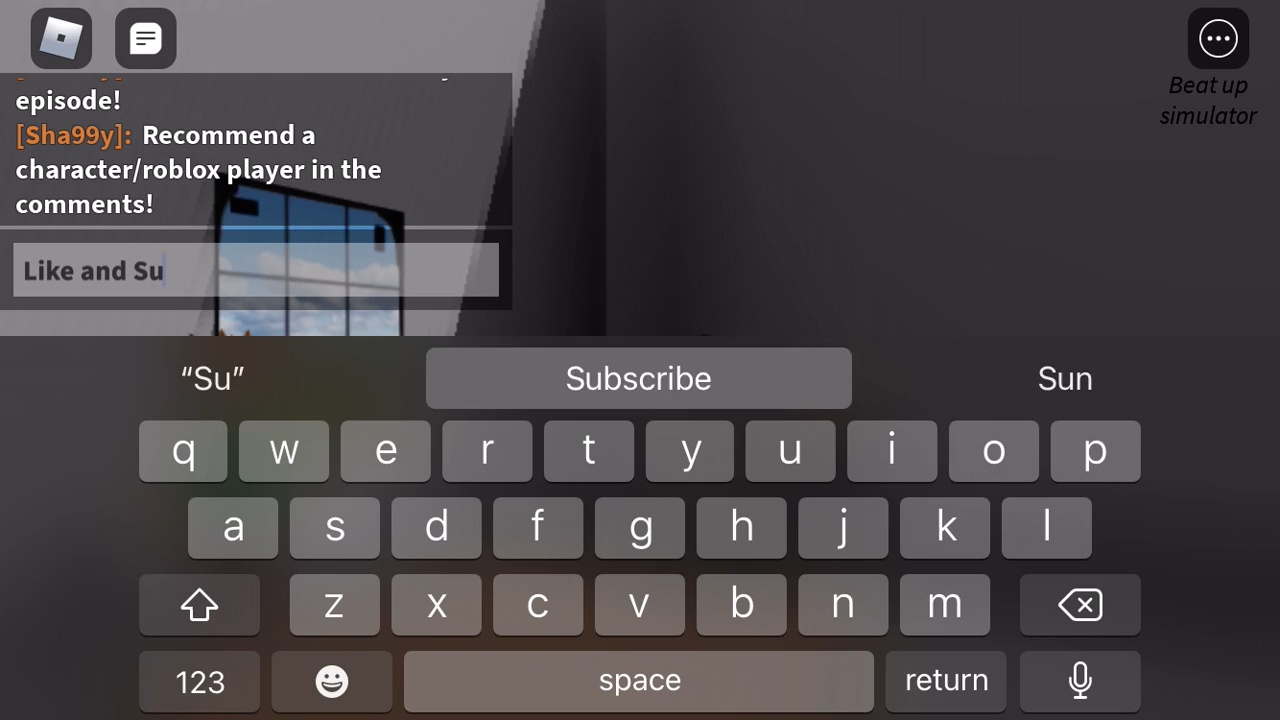 episode!
[Sha99y]: Recommend a
character/roblox player in the
comments!
Like and Su
Beat up
simulator
“Su” Subscribe Sun
q w e r t y u i o p
a s d f g h j k l
z x c v b n m
123 space return